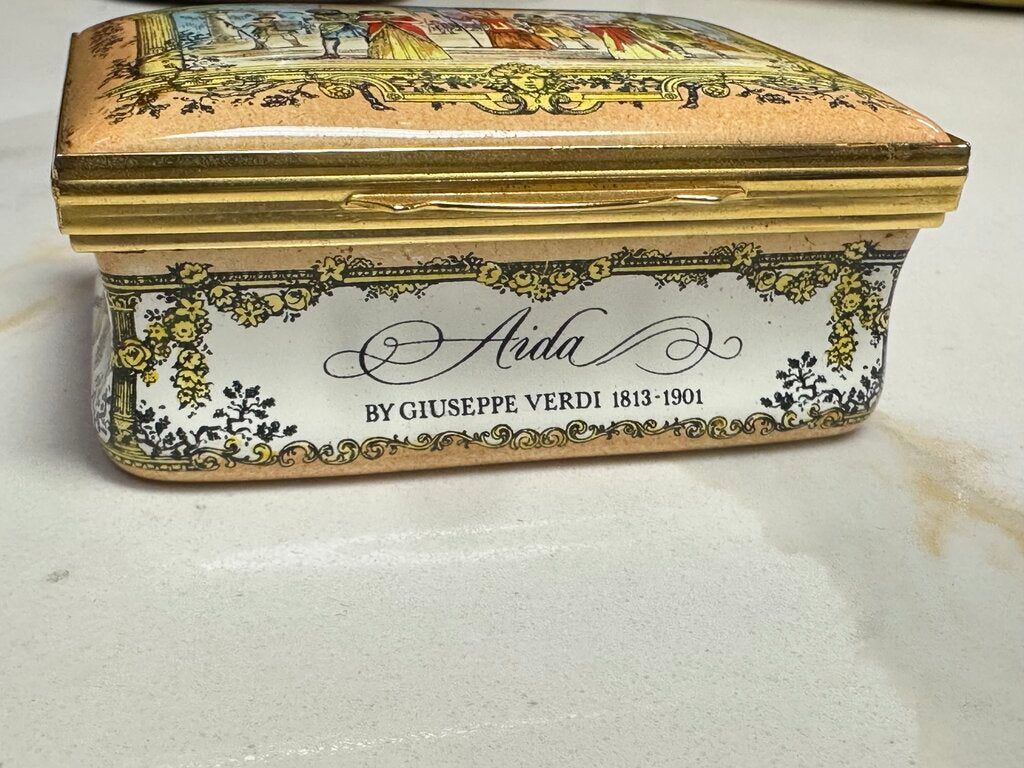 Aida
BY GIUSEPPE VERDI 1813-1901